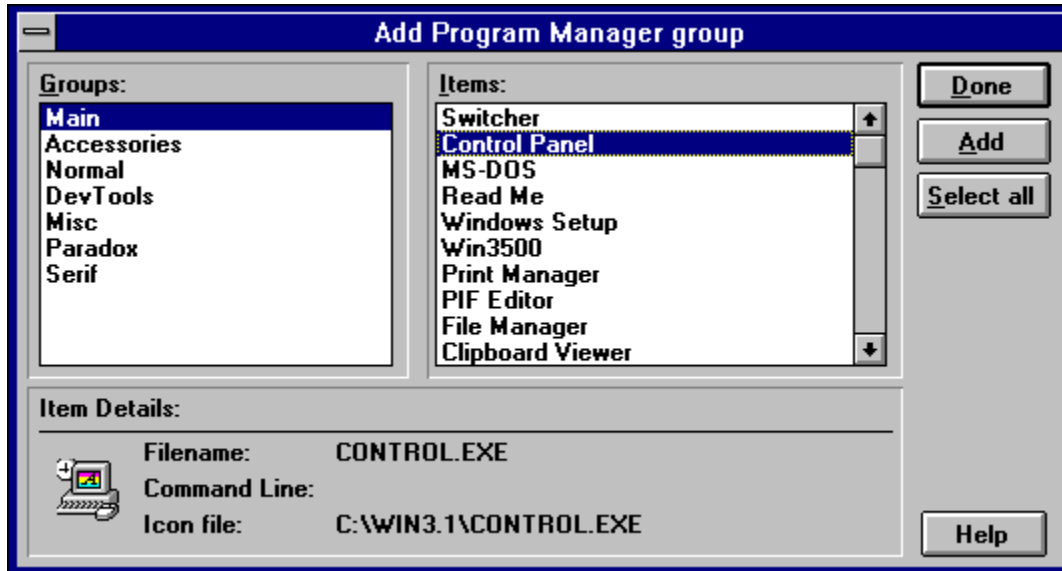 Add Program Manager group
Groups:
Main
Accessories
Normal
DevTools
Misc
Paradox
Serif
Items:
Switcher
Control Panel
MS-DOS
Read Me
Windows Setup
Win3500
Print Manager
PIF Editor
File Manager
Clipboard Viewer
Done
Add
Select all
Item Details:
Filename: CONTROL.EXE
Command Line:
Icon file: C:\WIN3.1\CONTROL.EXE
Help